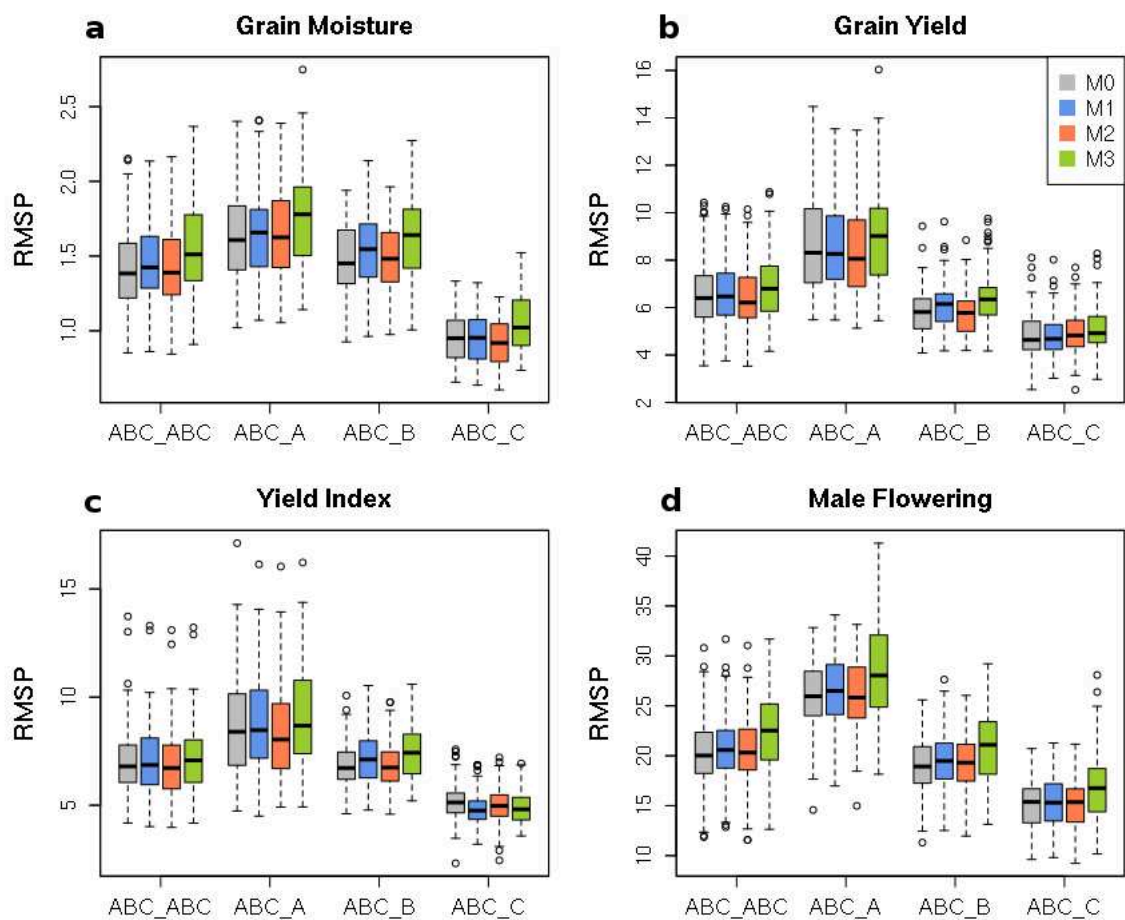 a Grain Moisture
RMSP
2.5
2.0
1.5
1.0
ABC_ABC ABC_A ABC_B ABC_C
b Grain Yield
RMSP
16
14
12
10
8
6
4
2
M0
M1
M2
M3
ABC_ABC ABC_A ABC_B ABC_C
c Yield Index
RMSP
15
10
5
ABC_ABC ABC_A ABC_B ABC_C
d Male Flowering
RMSP
40
35
30
25
20
15
10
ABC_ABC ABC_A ABC_B ABC_C